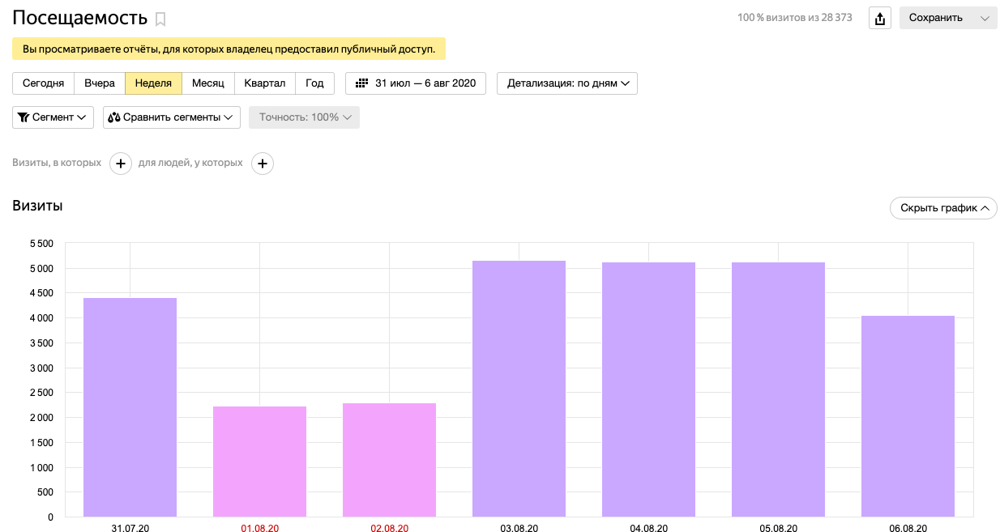 Посещаемость
100 % визитов из 28 373
Сохранить
Вы просматриваете отчёты, для которых владелец предоставил публичный доступ.
Сегодня Вчера Неделя Месяц Квартал Год 31 июл — 6 авг 2020 Детализация: по дням
Сегмент Сравнить сегменты Точность: 100%
Визиты, в которых + для людей, у которых +
Визиты
Скрыть график
5 500
5 000
4 500
4 000
3 500
3 000
2 500
2 000
1 500
1 000
500
0
31.07.20 01.08.20 02.08.20 03.08.20 04.08.20 05.08.20 06.08.20